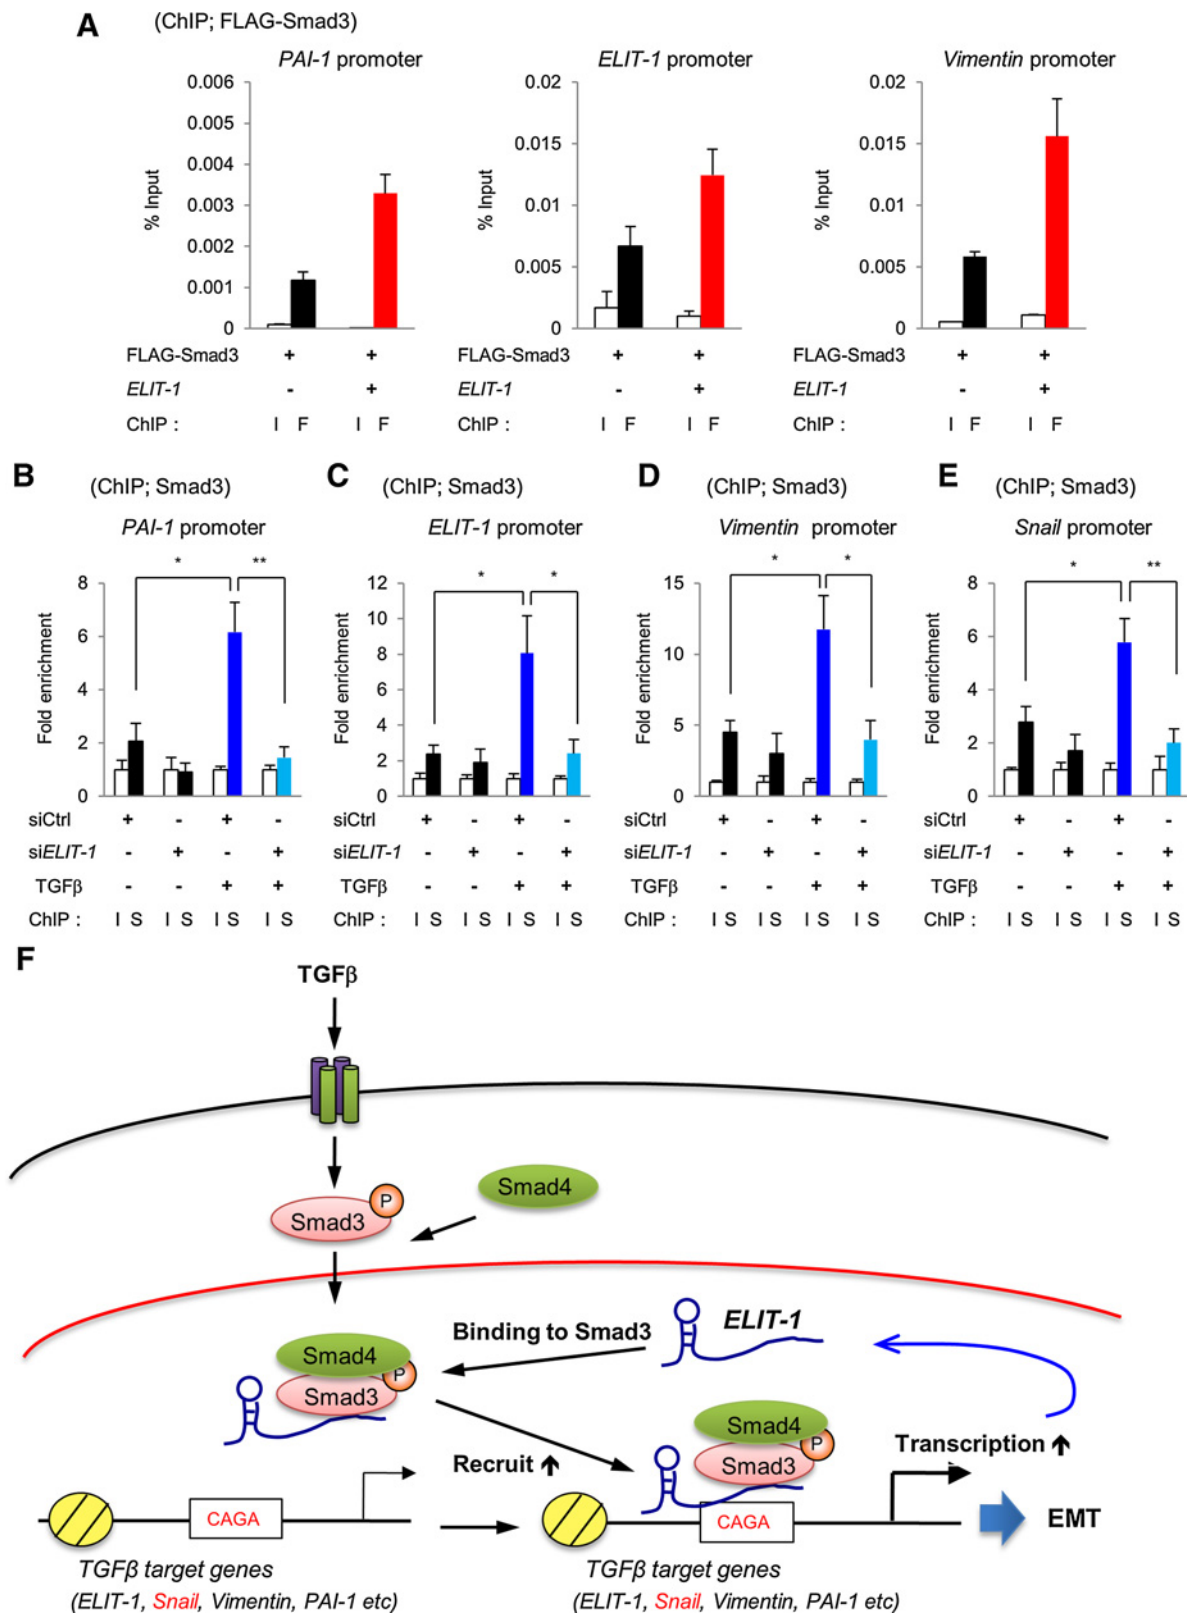 A (ChIP; FLAG-Smad3)
PAI-1 promoter ELIT-1 promoter Vimentin promoter
0.006 0.02 0.02
0.005
0.015 0.015
0.004
% Input 0.003 % Input 0.01 % Input 0.01
0.002
0.005 0.005
0.001
0 0 0
FLAG-Smad3 + + FLAG-Smad3 + + FLAG-Smad3 + +
ELIT-1 - + ELIT-1 - + ELIT-1 - +
ChIP : I F I F ChIP : I F I F ChIP : I F I F
B (ChIP; Smad3) C (ChIP; Smad3) D (ChIP; Smad3) E (ChIP; Smad3)
PAI-1 promoter ELIT-1 promoter Vimentin promoter Snail promoter
* ** * * * * * **
Fold enrichment 8 6 4 2 0
Fold enrichment 12 10 8 6 4 2 0
Fold enrichment 15 10 5 0
Fold enrichment 8 6 4 2 0
siCtrl + - + - siCtrl + - + - siCtrl + - + - siCtrl + - + -
siELIT-1 - + - + siELIT-1 - + - + siELIT-1 - + - + siELIT-1 - + - +
TGFβ - - + + TGFβ - - + + TGFβ - - + + TGFβ - - + +
ChIP : I S I S I S I S ChIP : I S I S I S I S ChIP : I S I S I S I S ChIP : I S I S I S I S
F
TGFβ
Smad3 P
Smad4
Binding to Smad3
ELIT-1
Smad4
Smad3 P
Smad4
Smad3 P
Recruit
Transcription
CAGA
CAGA
EMT
TGFβ target genes TGFβ target genes
(ELIT-1, Snail, Vimentin, PAI-1 etc) (ELIT-1, Snail, Vimentin, PAI-1 etc)